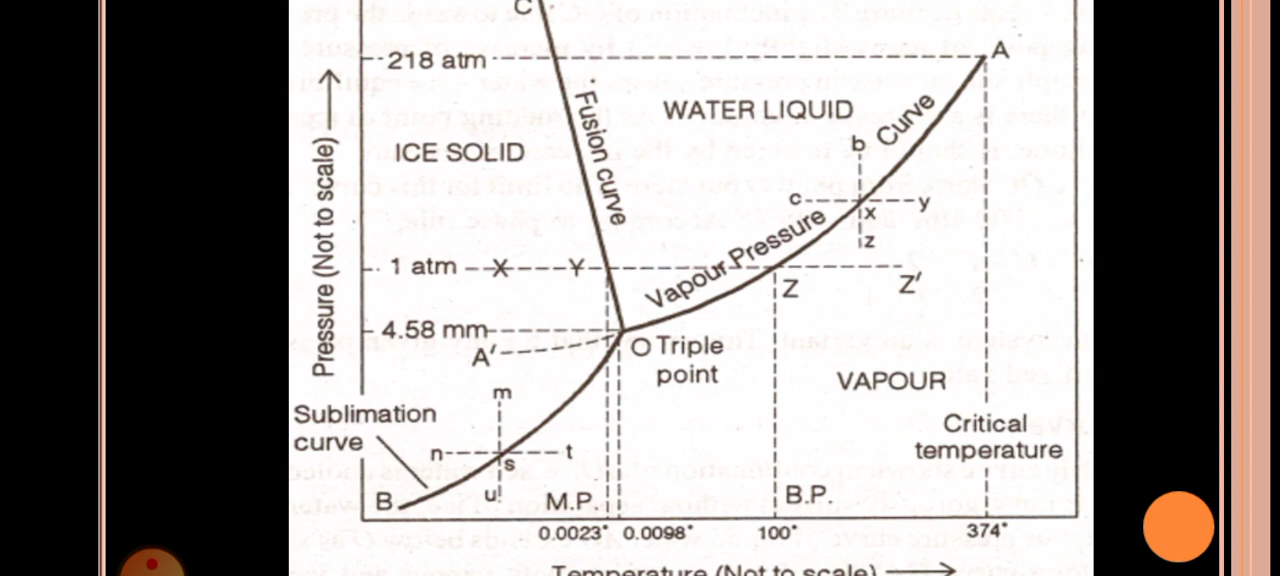 C
218 atm
A
WATER LIQUID
Fusion curve
ICE SOLID
Vapour Pressure Curve
b
c
x
y
z
1 atm
X
Y
Z
Z'
4.58 mm
A'
O Triple
point
VAPOUR
Pressure (Not to scale)
Sublimation
curve
m
n
s
t
u
Critical
temperature
B
M.P.
B.P.
0.0023°
0.0098°
100°
374°
Temperature (Not to scale)